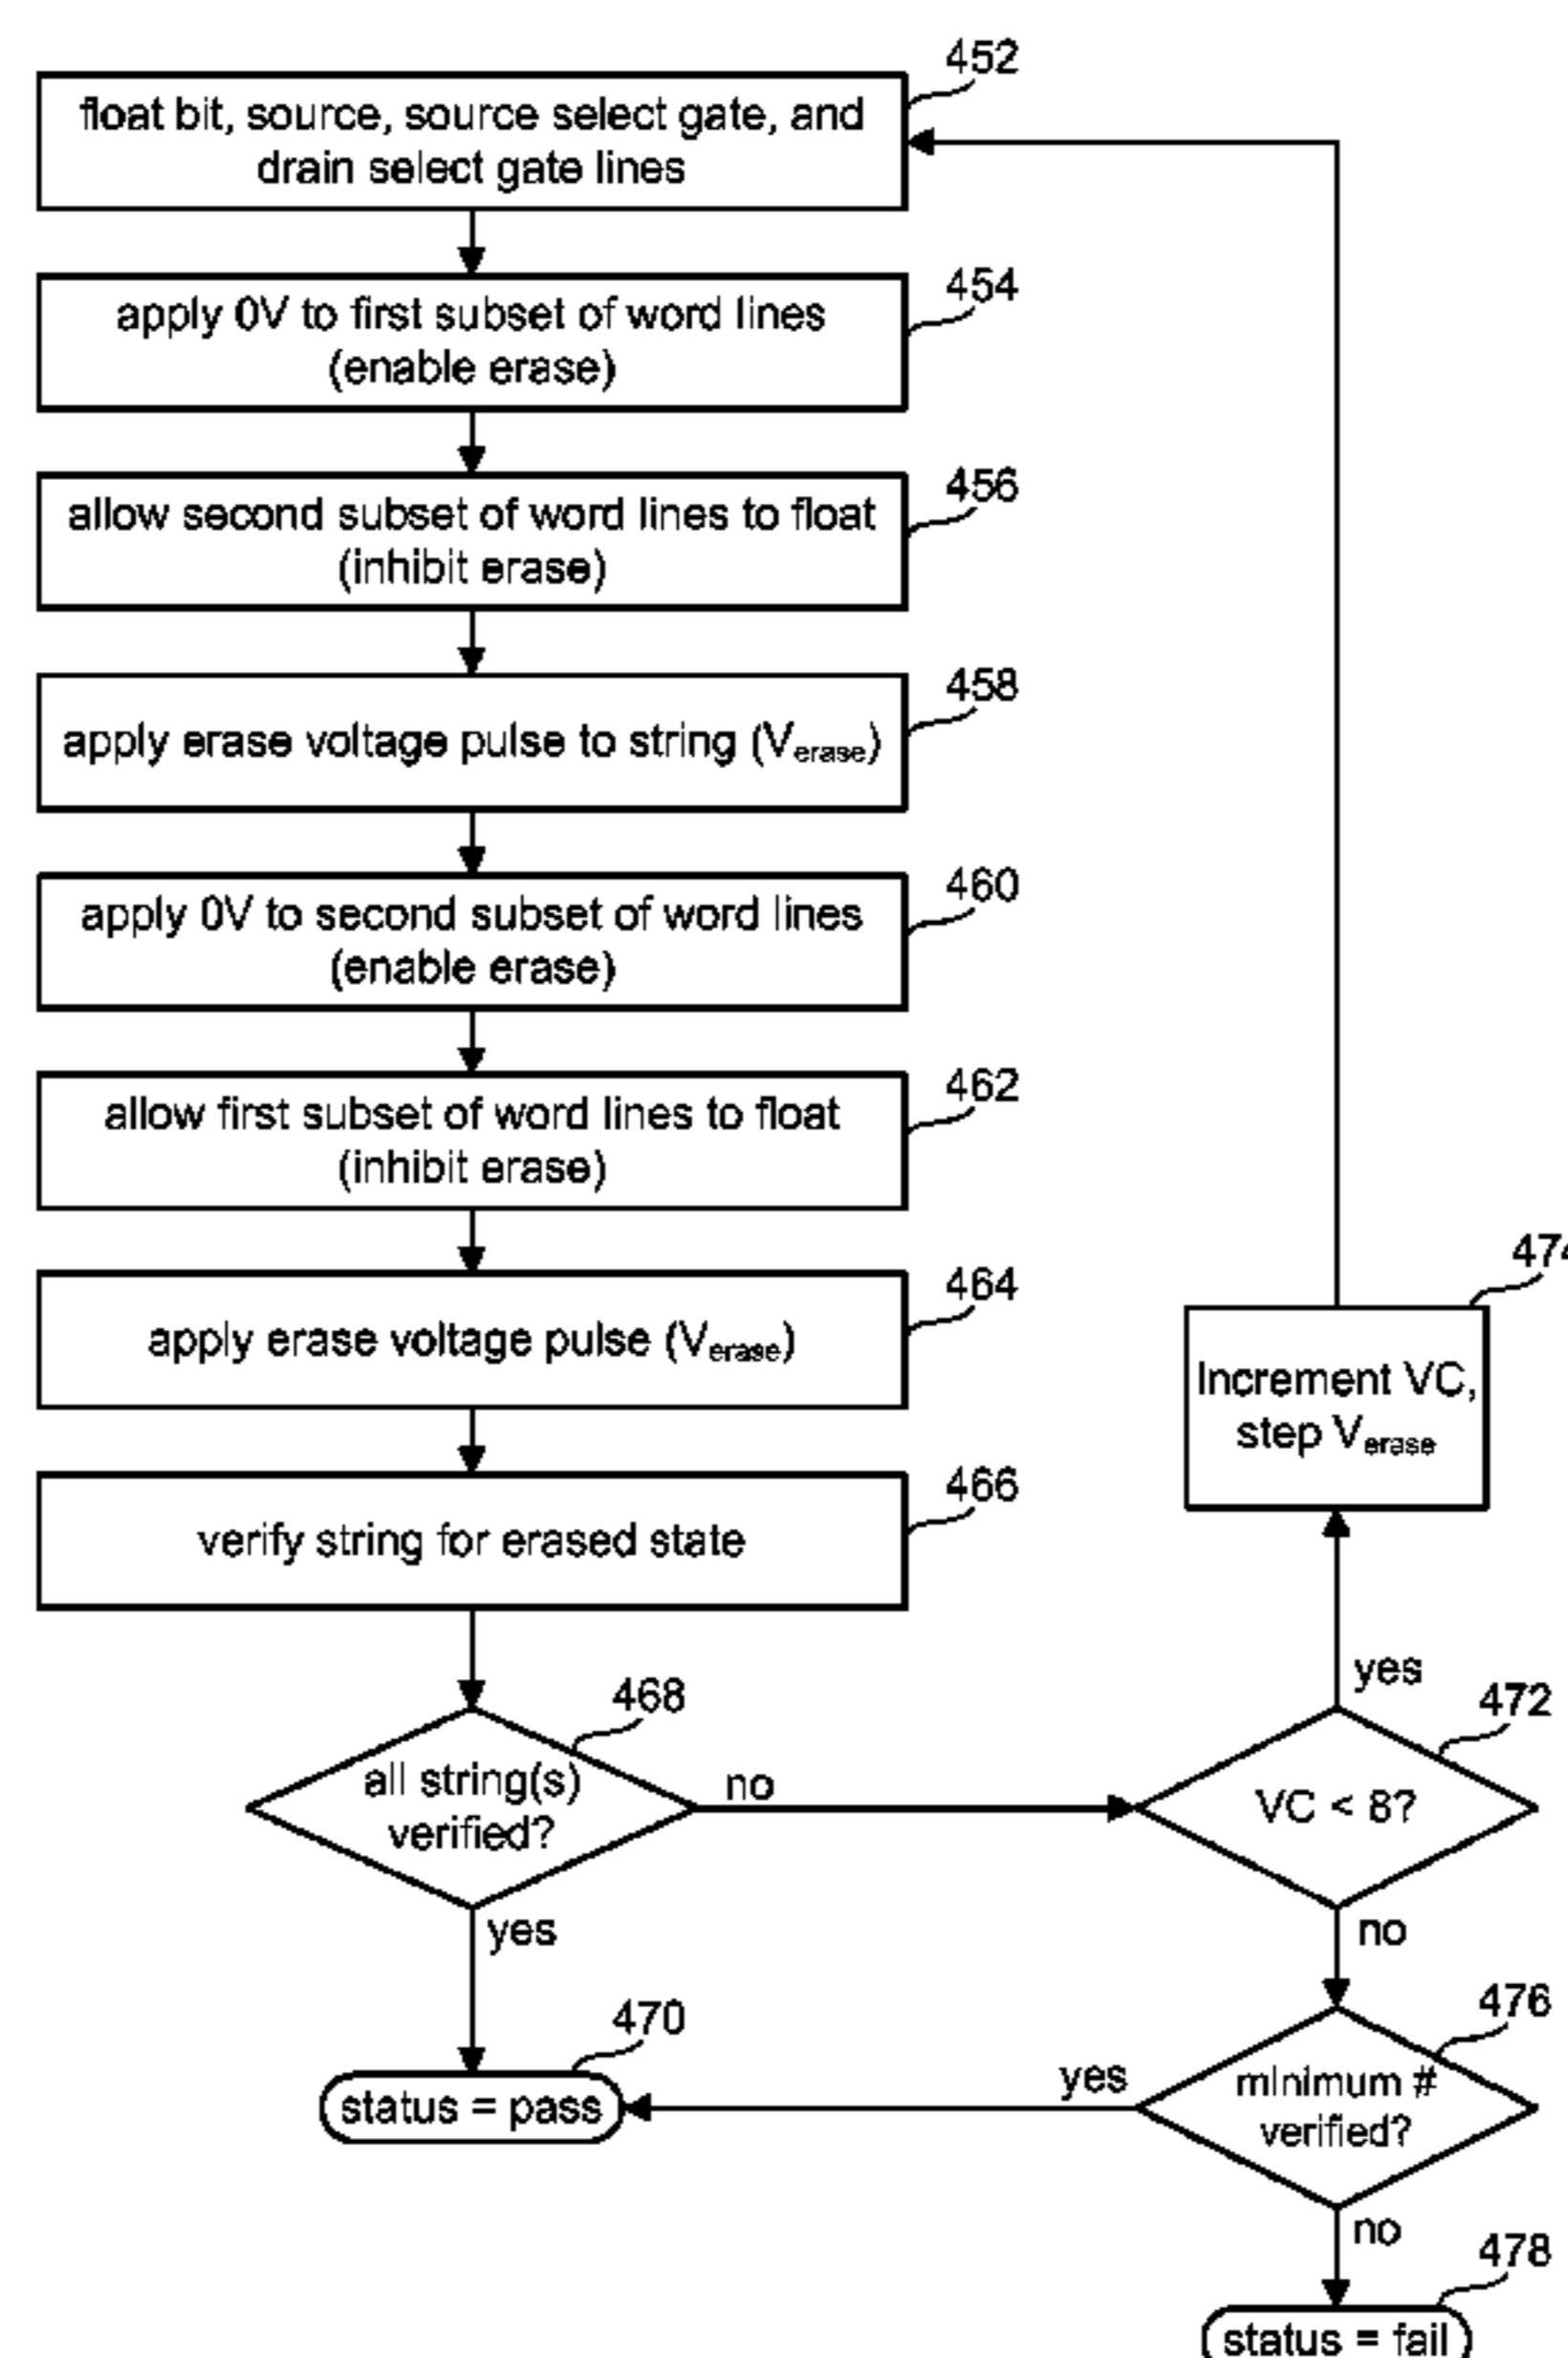 452
float bit, source, source select gate, and
drain select gate lines
454
apply 0V to first subset of word lines
(enable erase)
456
allow second subset of word lines to float
(inhibit erase)
458
apply erase voltage pulse to string (Verase)
460
apply 0V to second subset of word lines
(enable erase)
462
allow first subset of word lines to float
(inhibit erase)
464
apply erase voltage pulse (Verase)
474
Increment VC,
step Verase
466
verify string for erased state
468
all string(s)
verified?
no
yes
472
VC < 8?
yes
no
470
status = pass
476
minimum #
verified?
yes
no
478
status = fail